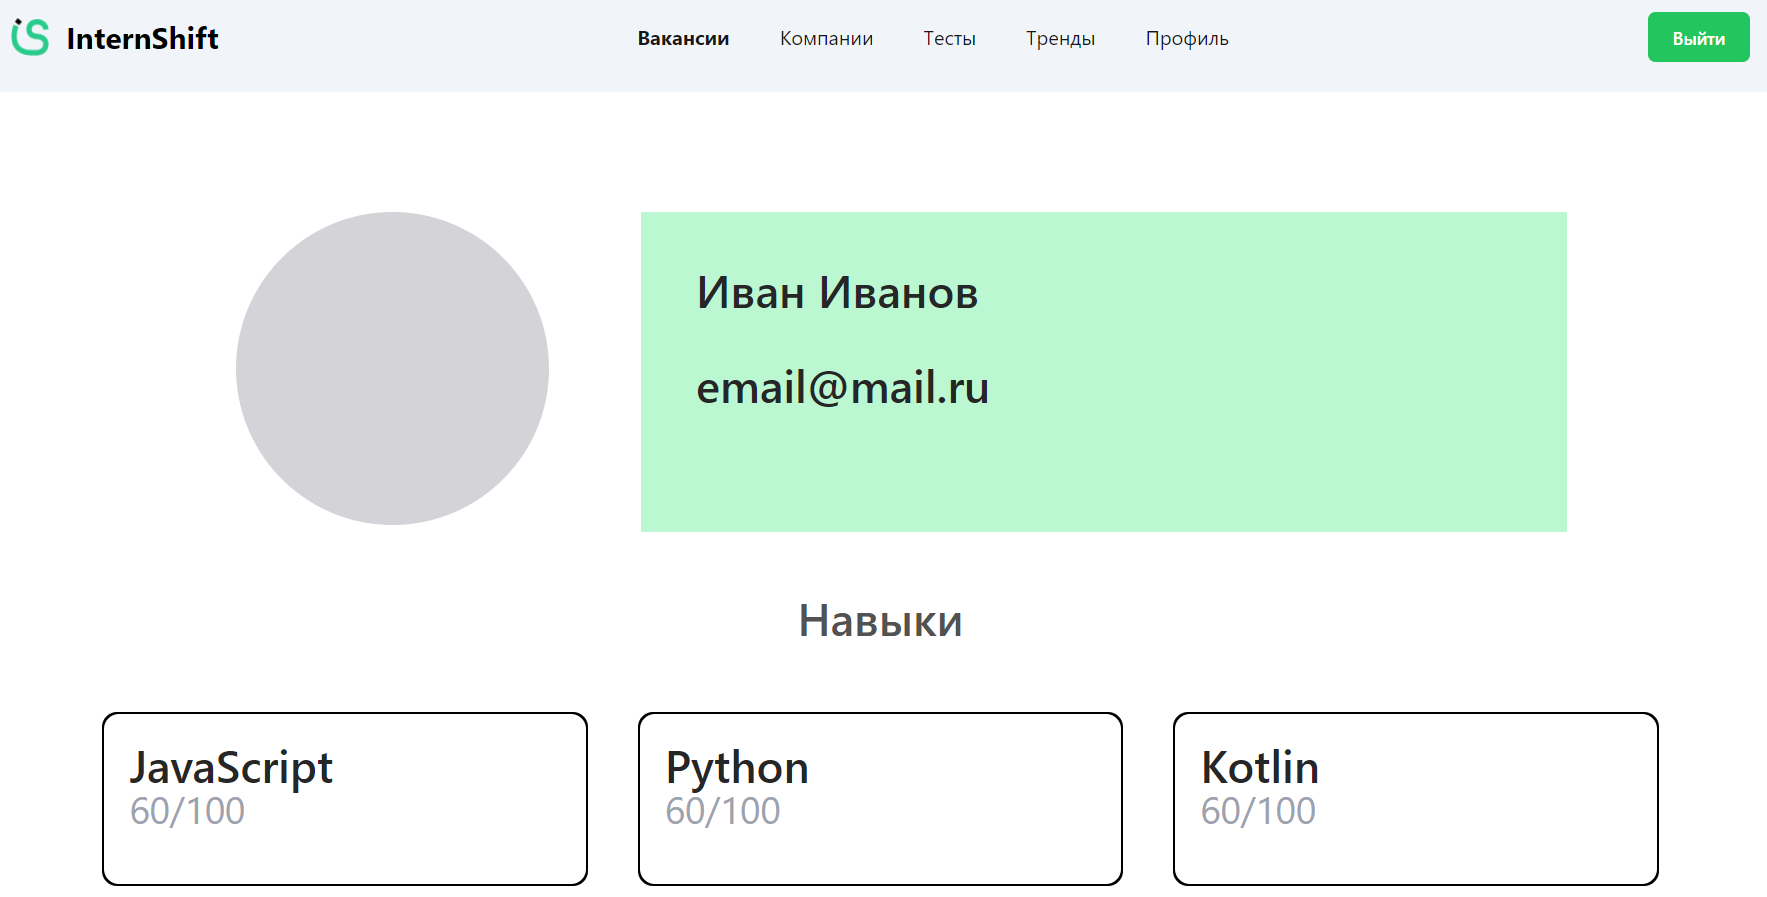 InternShift
Вакансии Компании Тесты Тренды Профиль
Выйти
Иван Иванов
email@mail.ru
Навыки
JavaScript
60/100
Python
60/100
Kotlin
60/100